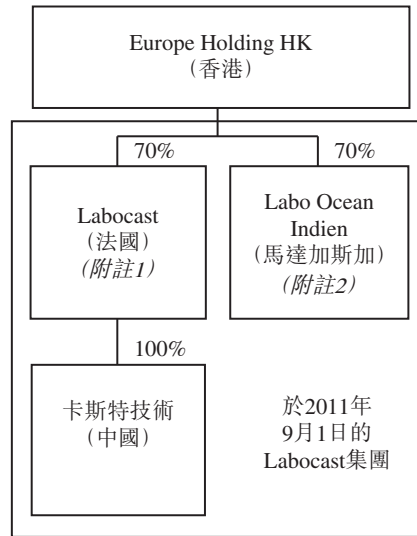 Europe Holding HK
（香港）
70%
70%
Labocast
（法國）
（附註1）
Labo Ocean
Indien
（馬達加斯加）
（附註2）
100%
卡斯特技術
（中國）
於2011年
9月1日的
Labocast集團